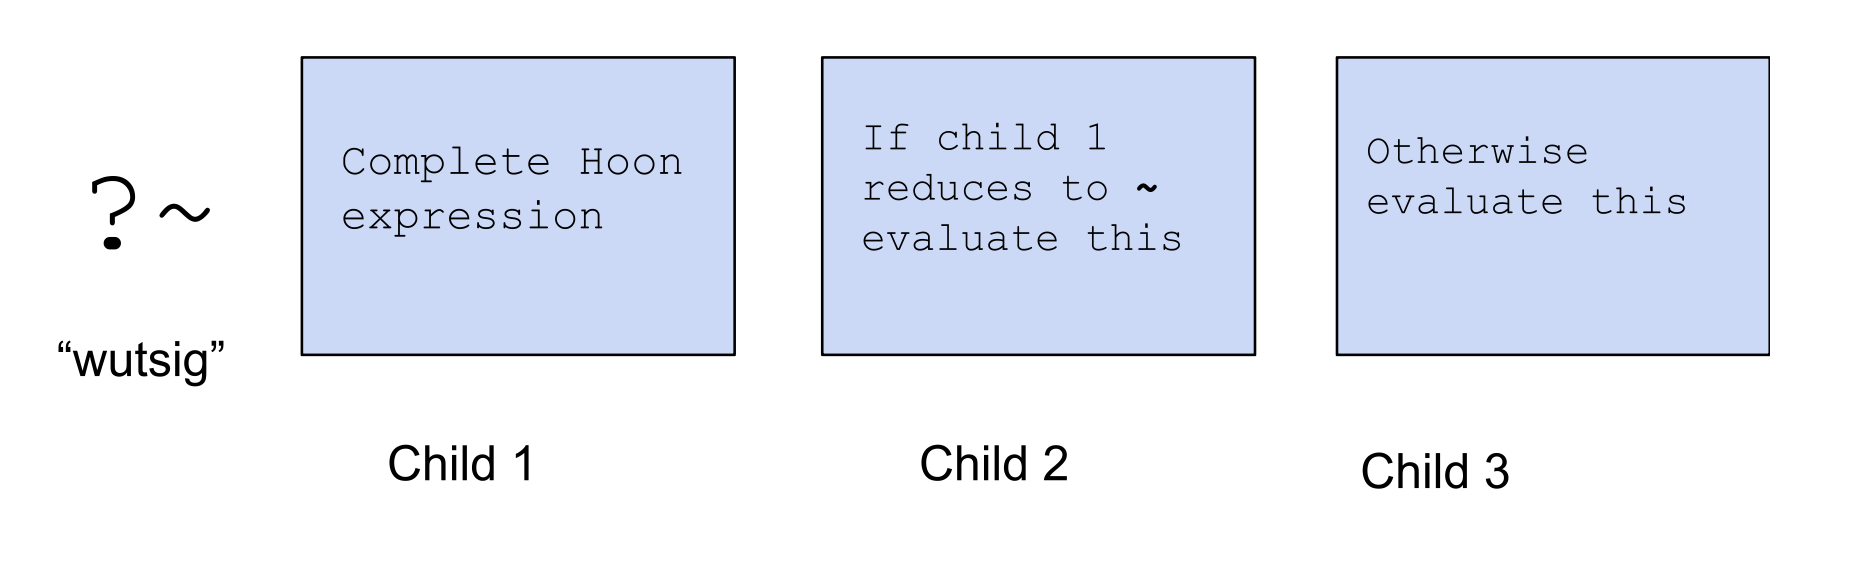 ?~
“wutsig”
Complete Hoon
expression
Child 1
If child 1
reduces to ~
evaluate this
Child 2
Otherwise
evaluate this
Child 3